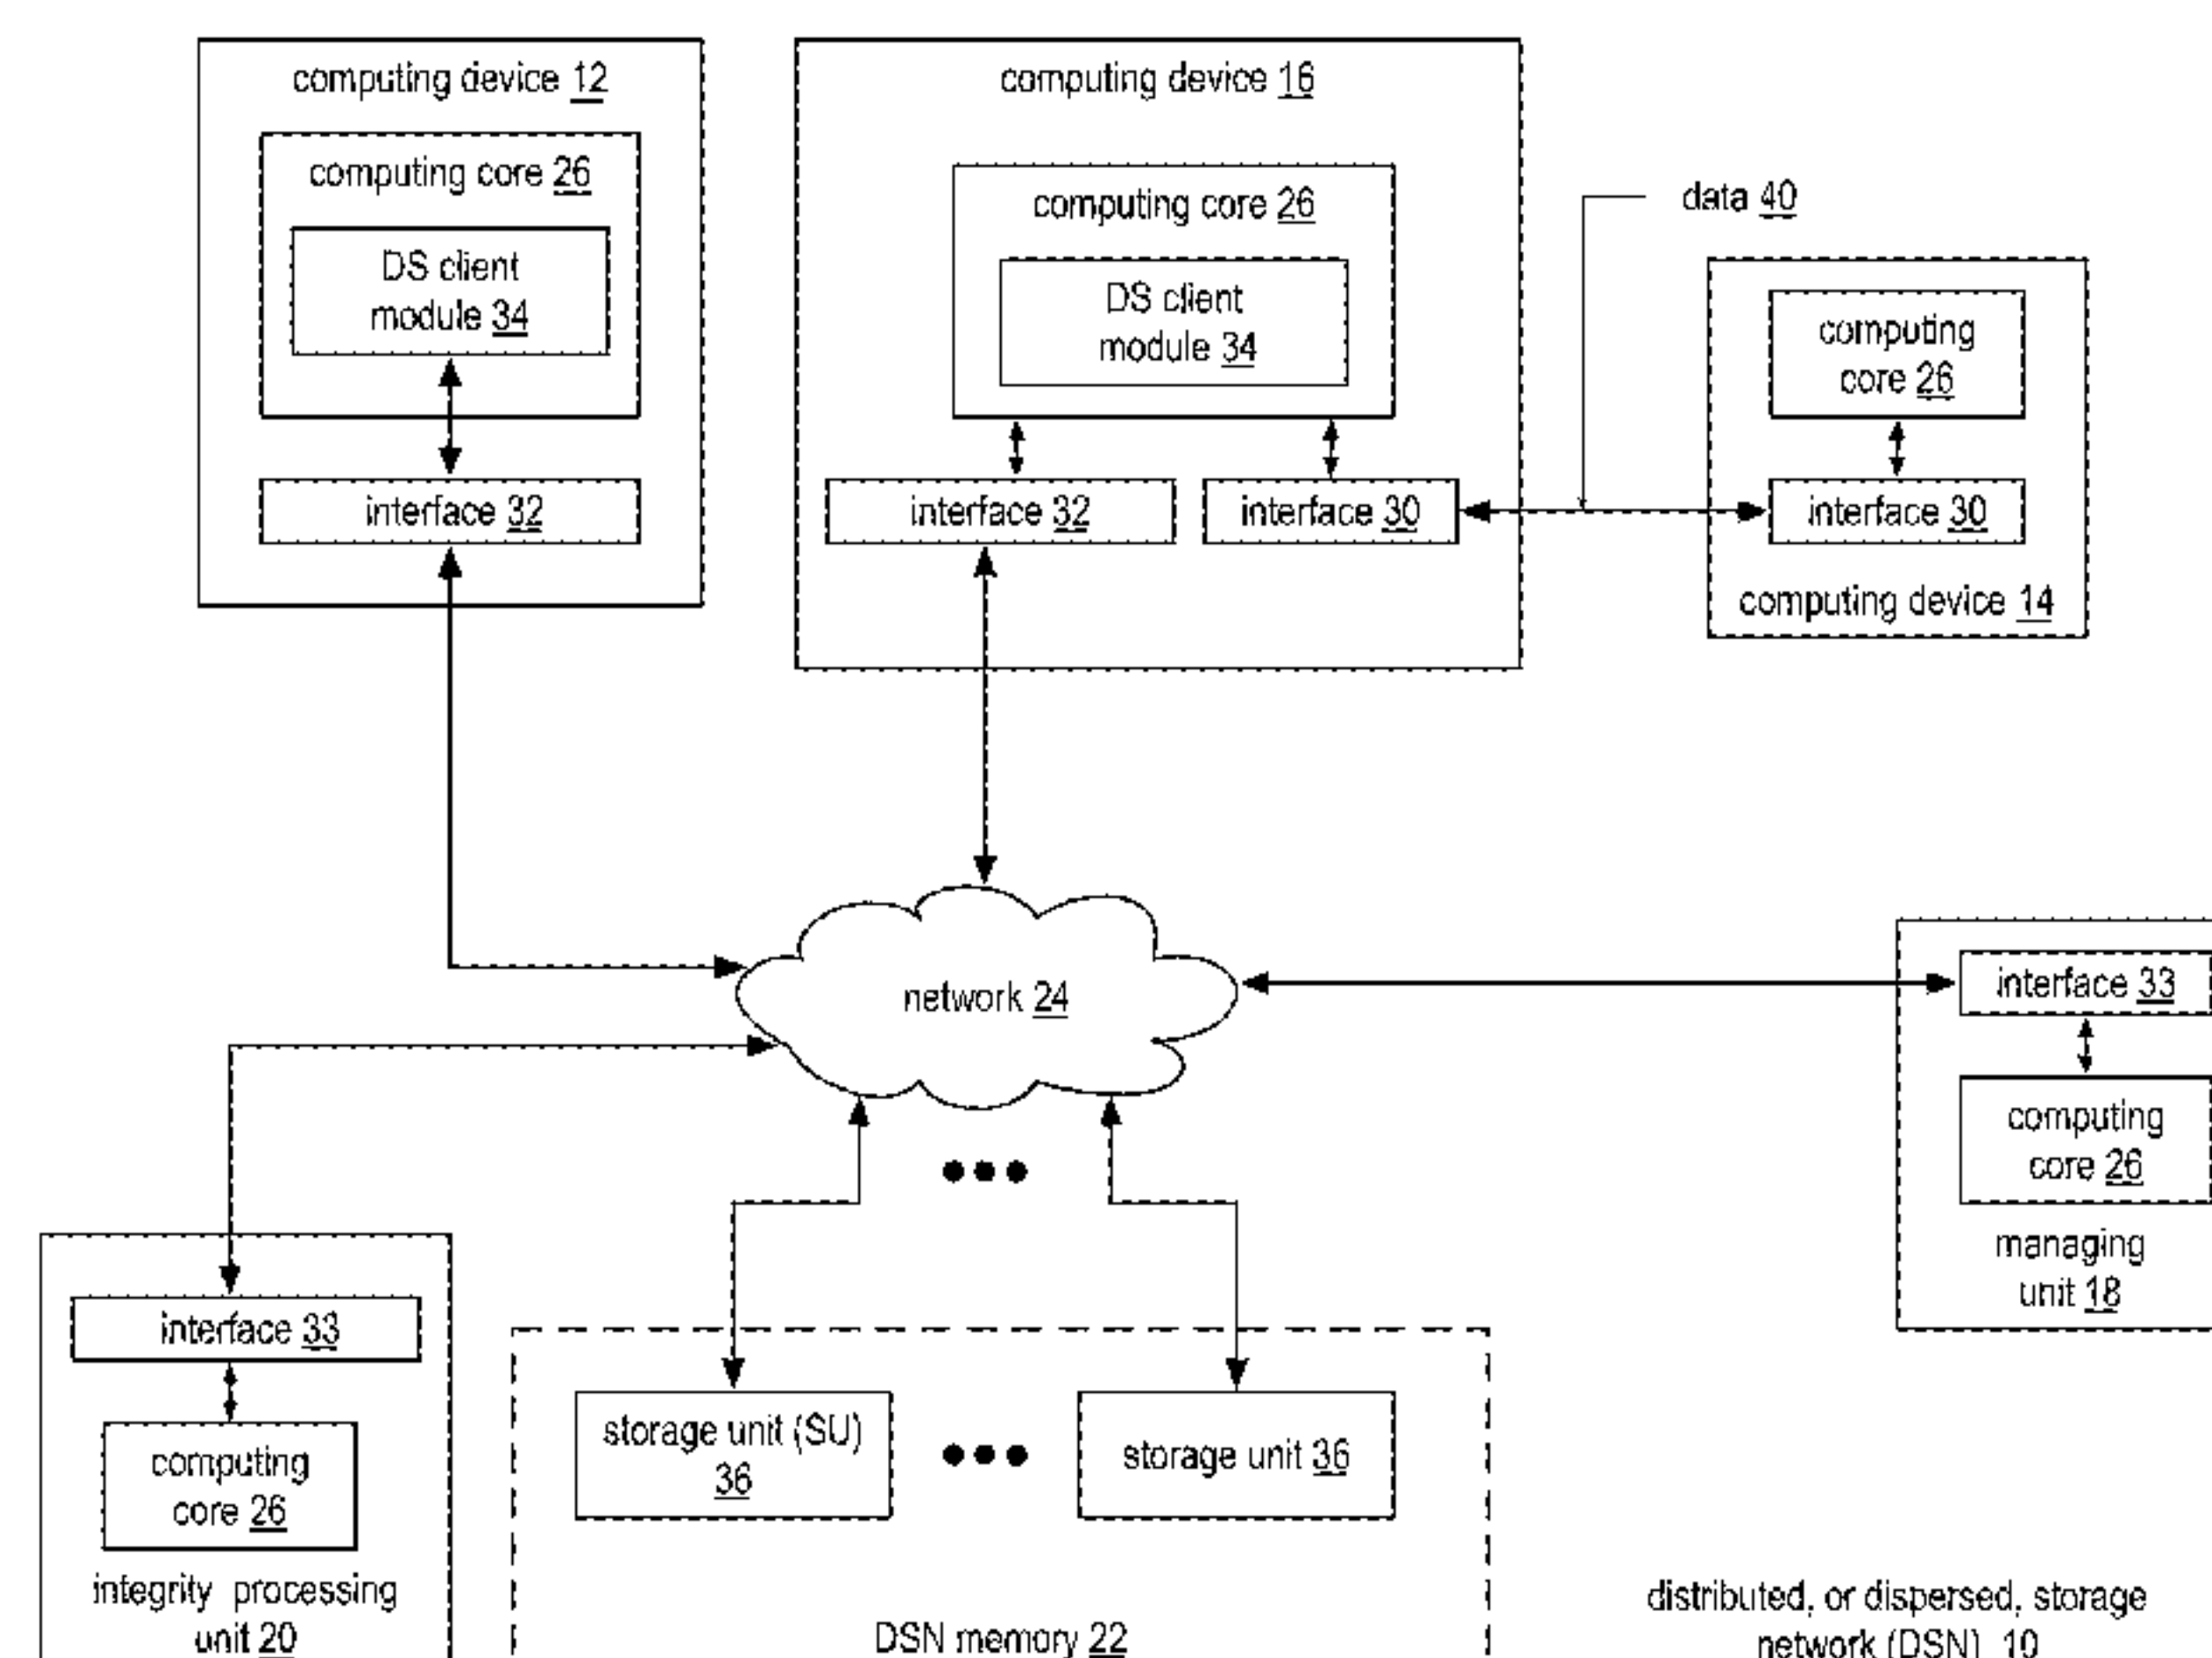 computing device 12
computing core 26
DS client
module 34
interface 32
computing device 16
computing core 26
DS client
module 34
interface 32
interface 30
data 40
computing
core 26
interface 30
computing device 14
network 24
interface 33
computing
core 26
managing
unit 18
interface 33
computing
core 26
integrity processing
unit 20
storage unit (SU)
36
storage unit 36
DSN memory 22
distributed, or dispersed, storage
network (DSN) 10